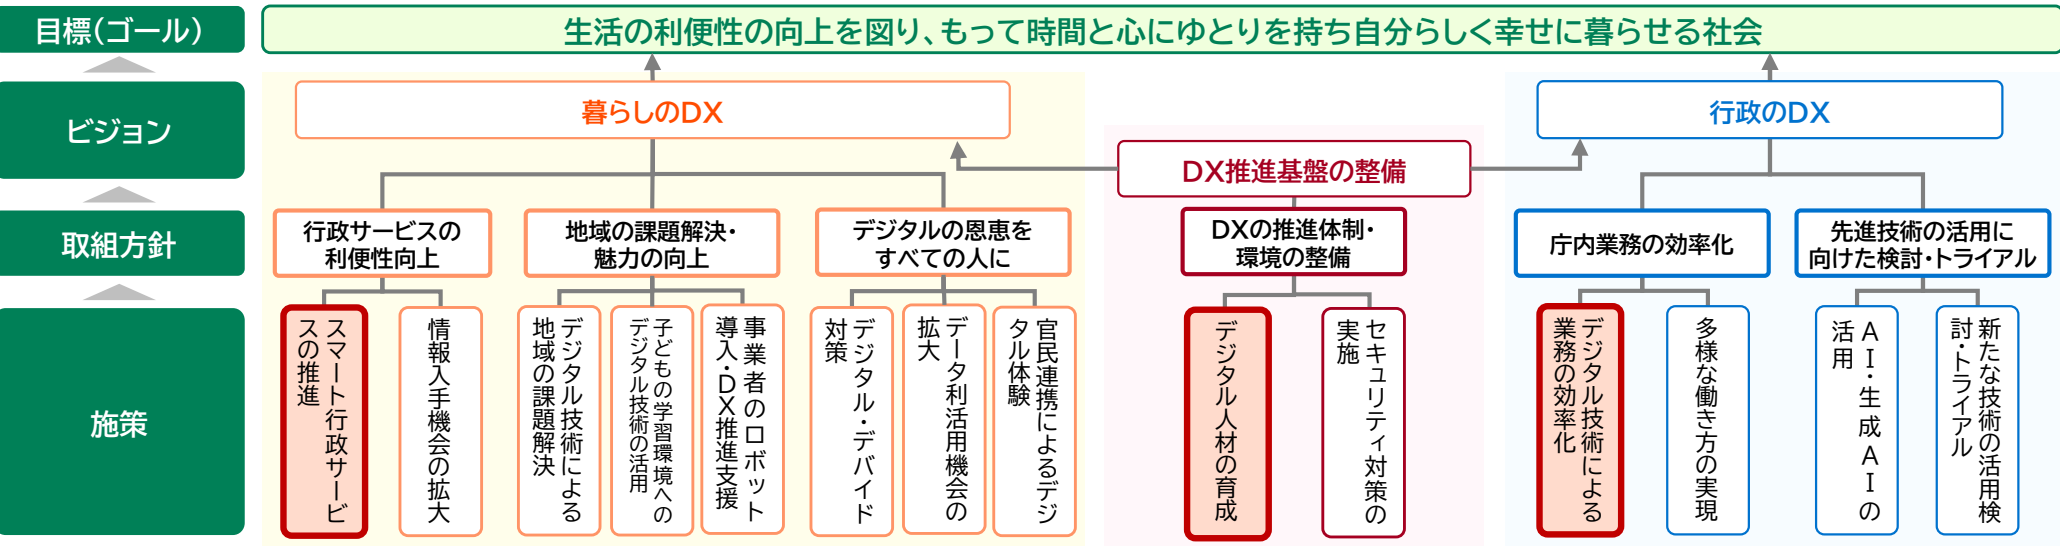 目標(ゴール)
生活の利便性の向上を図り、もって時間と心にゆとりを持ち自分らしく幸せに暮らせる社会
ビジョン
暮らしのDX
DX推進基盤の整備
行政のDX
取組方針
行政サービスの
利便性向上
地域の課題解決・
魅力の向上
デジタルの恩恵を
すべての人に
DXの推進体制・
環境の整備
庁内業務の効率化
先進技術の活用に
向けた検討・トライアル
施策
スマート行政サービ
スの推進
情報入手機会の拡大
デジタル技術による
地域の課題解決
子どもの学習環境への
デジタル技術の活用
事業者のロボット
導入・DX推進支援
デジタル・デバイド
対策
データ利活用機会の
拡大
官民連携によるデジ
タル体験
デジタル人材の育成
セキュリティ対策の
実施
デジタル技術による
業務の効率化
多様な働き方の実現
AI・生成AIの
活用
新たな技術の活用検
討・トライアル